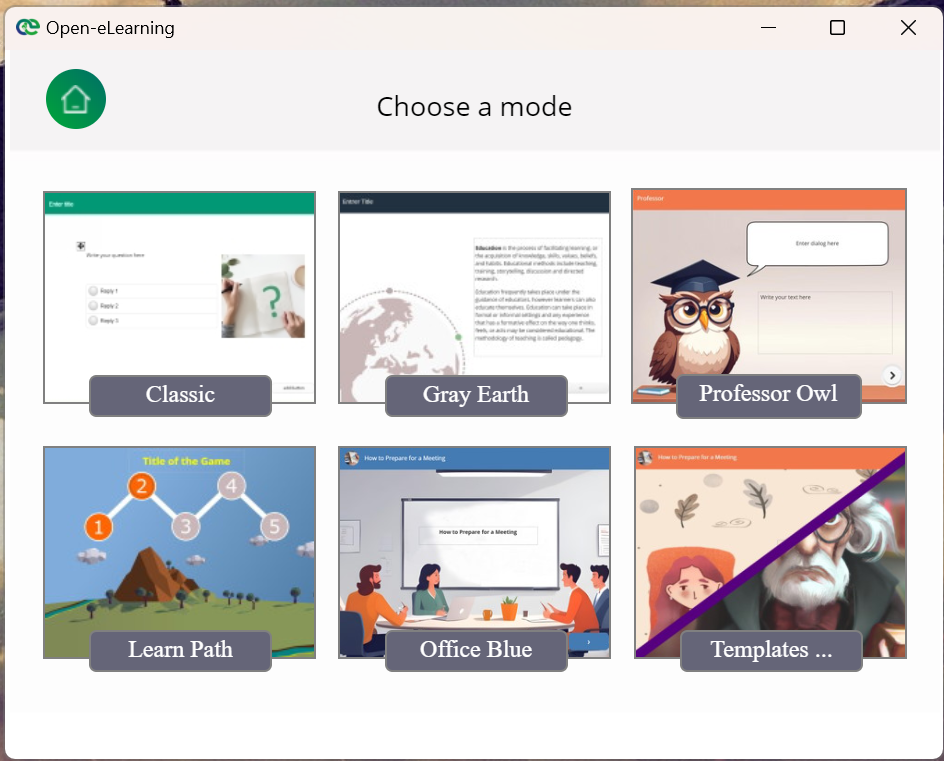 Open-eLearning
Choose a mode
Enter title
Write your question here
Reply 1
Reply 2
Reply 3
Classic
Entrer Title
Education is the process of facilitating learning, or
the acquisition of knowledge, skills, values, beliefs,
and habits. Educational methods include teaching,
training, storytelling, discussion and directed
research.
Education frequently takes place under the
guidance of educators, however learners can also
educate themselves. Education can take place in
formal or informal settings and any experience
that has a formative effect on the way one thinks,
feels, or acts may be considered educational. The
methodology of teaching is called pedagogy.
Gray Earth
Professor
Enter dialog here
Write your text here
Professor Owl
Title of the Game
1
2
3
4
5
Learn Path
How to Prepare for a Meeting
How to Prepare for a Meeting
Office Blue
How to Prepare for a Meeting
Templates ...